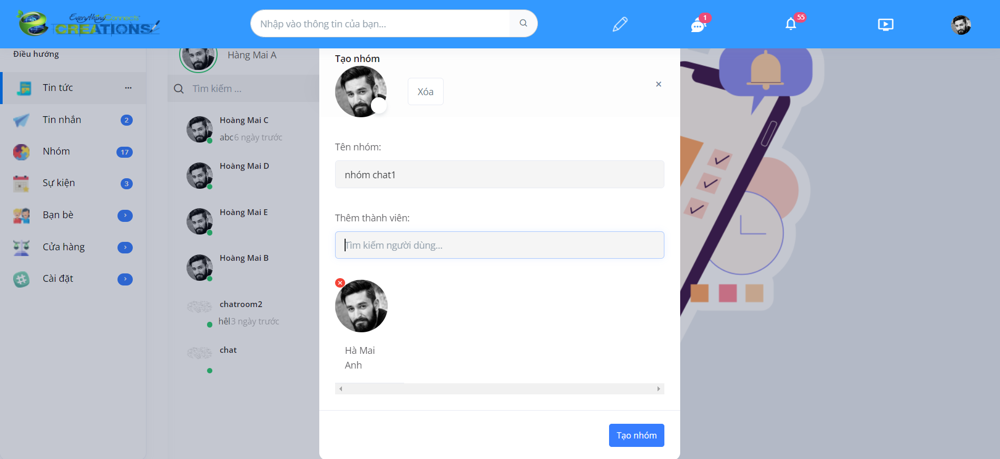 Everything Connects
CREATIONS
Nhập vào thông tin của bạn...
1
55
Điều hướng
Tin tức
Tin nhắn
2
Nhóm
17
Sự kiện
3
Bạn bè
Cửa hàng
Cài đặt
Hàng Mai A
Tìm kiếm ...
Hoàng Mai C
abc6 ngày trước
Hoàng Mai D
Hoàng Mai E
Hoàng Mai B
chatroom2
hêl3 ngày trước
chat
Tạo nhóm
Xóa
Tên nhóm:
nhóm chat1
Thêm thành viên:
Tìm kiếm người dùng...
Hà Mai
Anh
Tạo nhóm